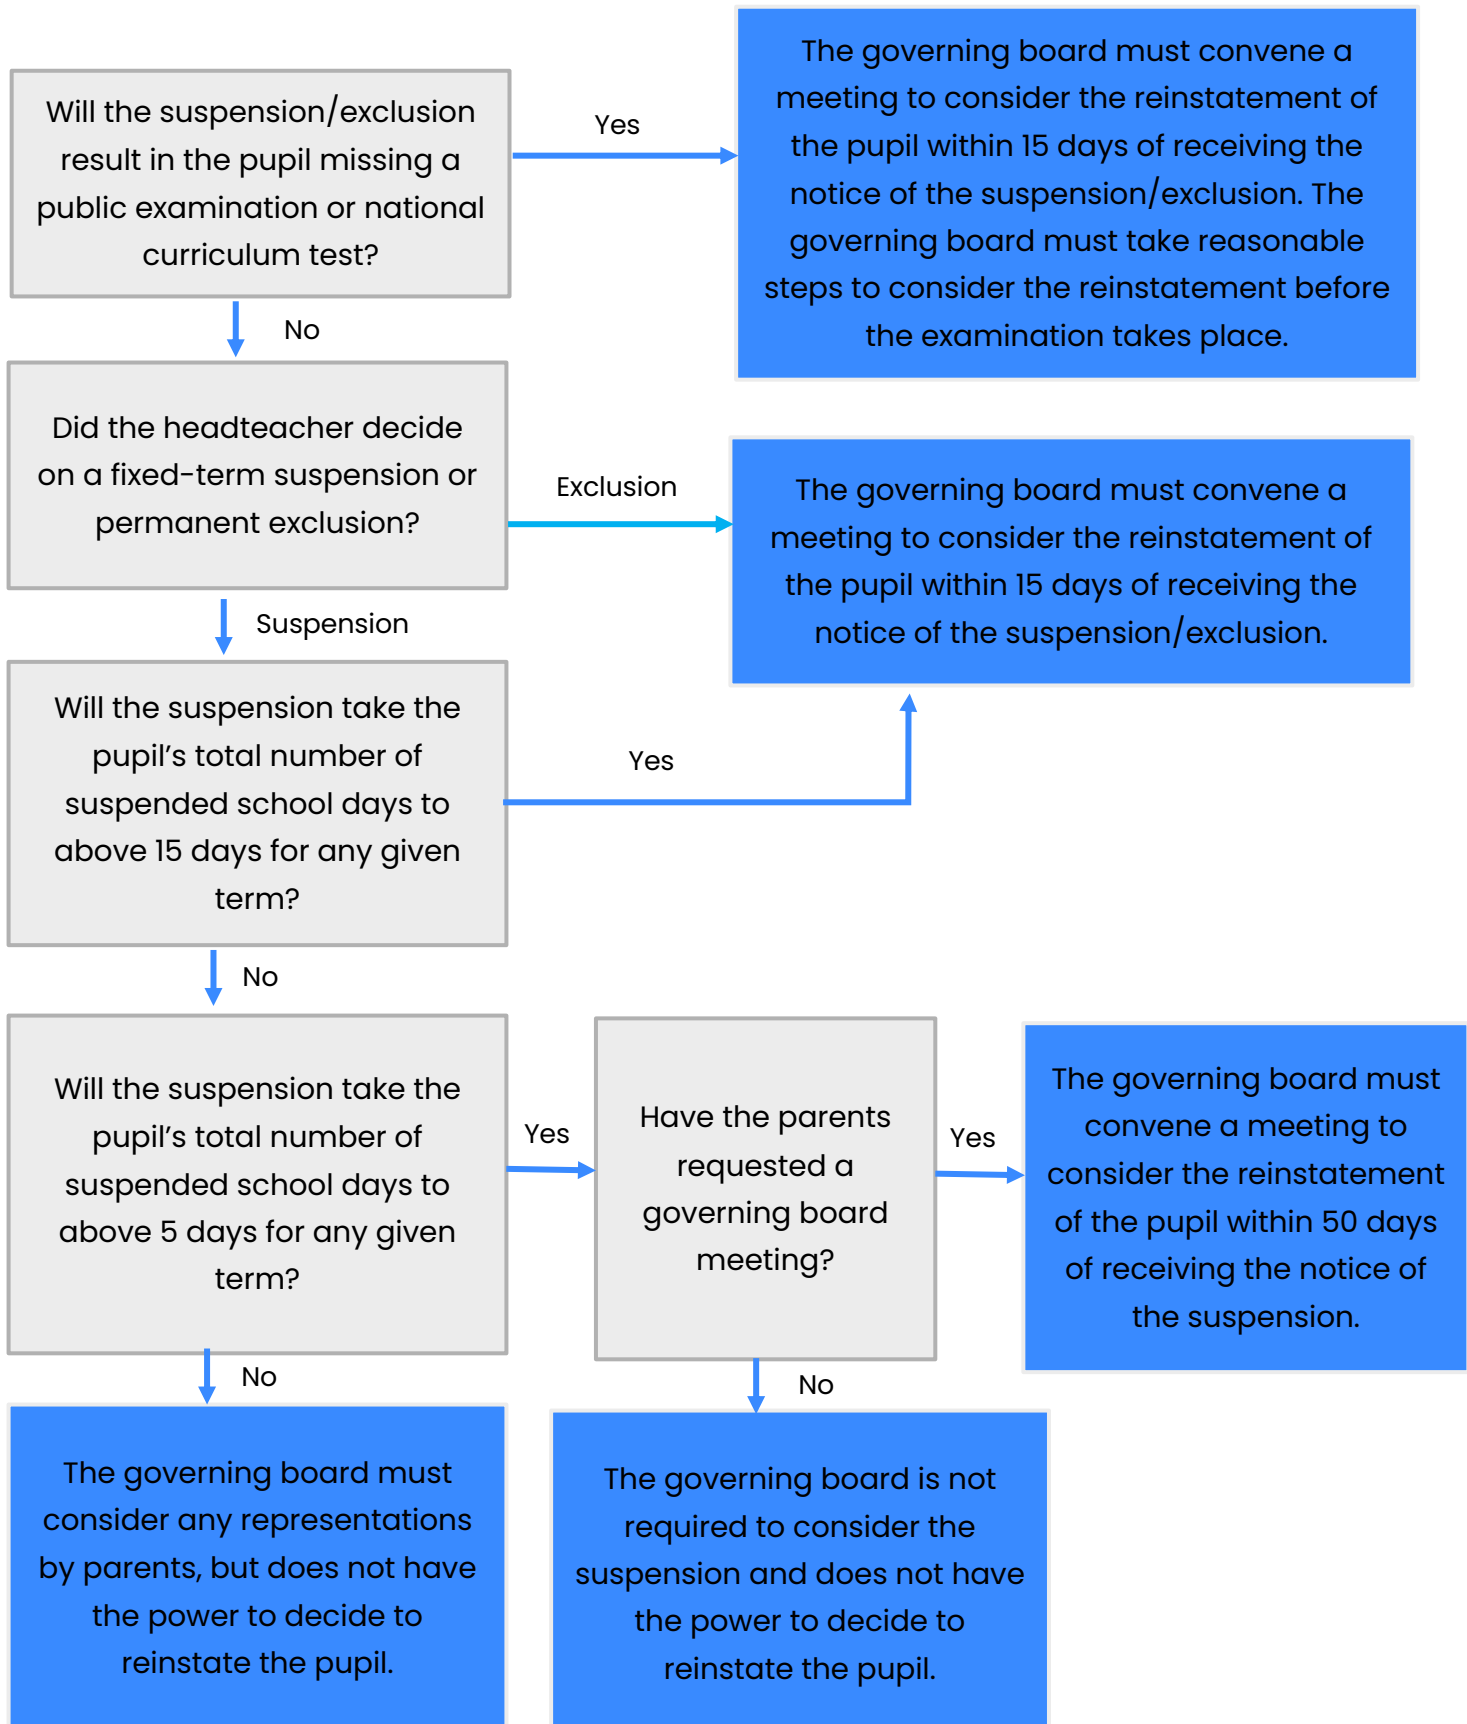 Will the suspension/exclusion
result in the pupil missing a
public examination or national
curriculum test?
Yes
The governing board must convene a
meeting to consider the reinstatement of
the pupil within 15 days of receiving the
notice of the suspension/exclusion. The
governing board must take reasonable
steps to consider the reinstatement before
the examination takes place.
No
Did the headteacher decide
on a fixed-term suspension or
permanent exclusion?
Exclusion
The governing board must convene a
meeting to consider the reinstatement of
the pupil within 15 days of receiving the
notice of the suspension/exclusion.
Suspension
Will the suspension take the
pupil’s total number of
suspended school days to
above 15 days for any given
term?
Yes
No
Will the suspension take the
pupil’s total number of
suspended school days to
above 5 days for any given
term?
Yes
Have the parents
requested a
governing board
meeting?
Yes
The governing board must
convene a meeting to
consider the reinstatement
of the pupil within 50 days
of receiving the notice of
the suspension.
No
The governing board must
consider any representations
by parents, but does not have
the power to decide to
reinstate the pupil.
No
The governing board is not
required to consider the
suspension and does not have
the power to decide to
reinstate the pupil.